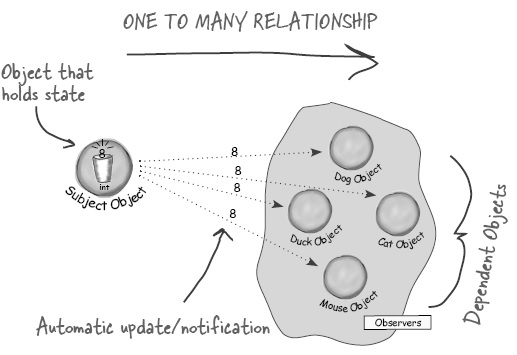 ONE TO MANY RELATIONSHIP
Object that
holds state
8
int
Subject Object
8
8
8
8
Dog Object
Duck Object
Cat Object
Mouse Object
Observers
Dependent Objects
Automatic update/notification